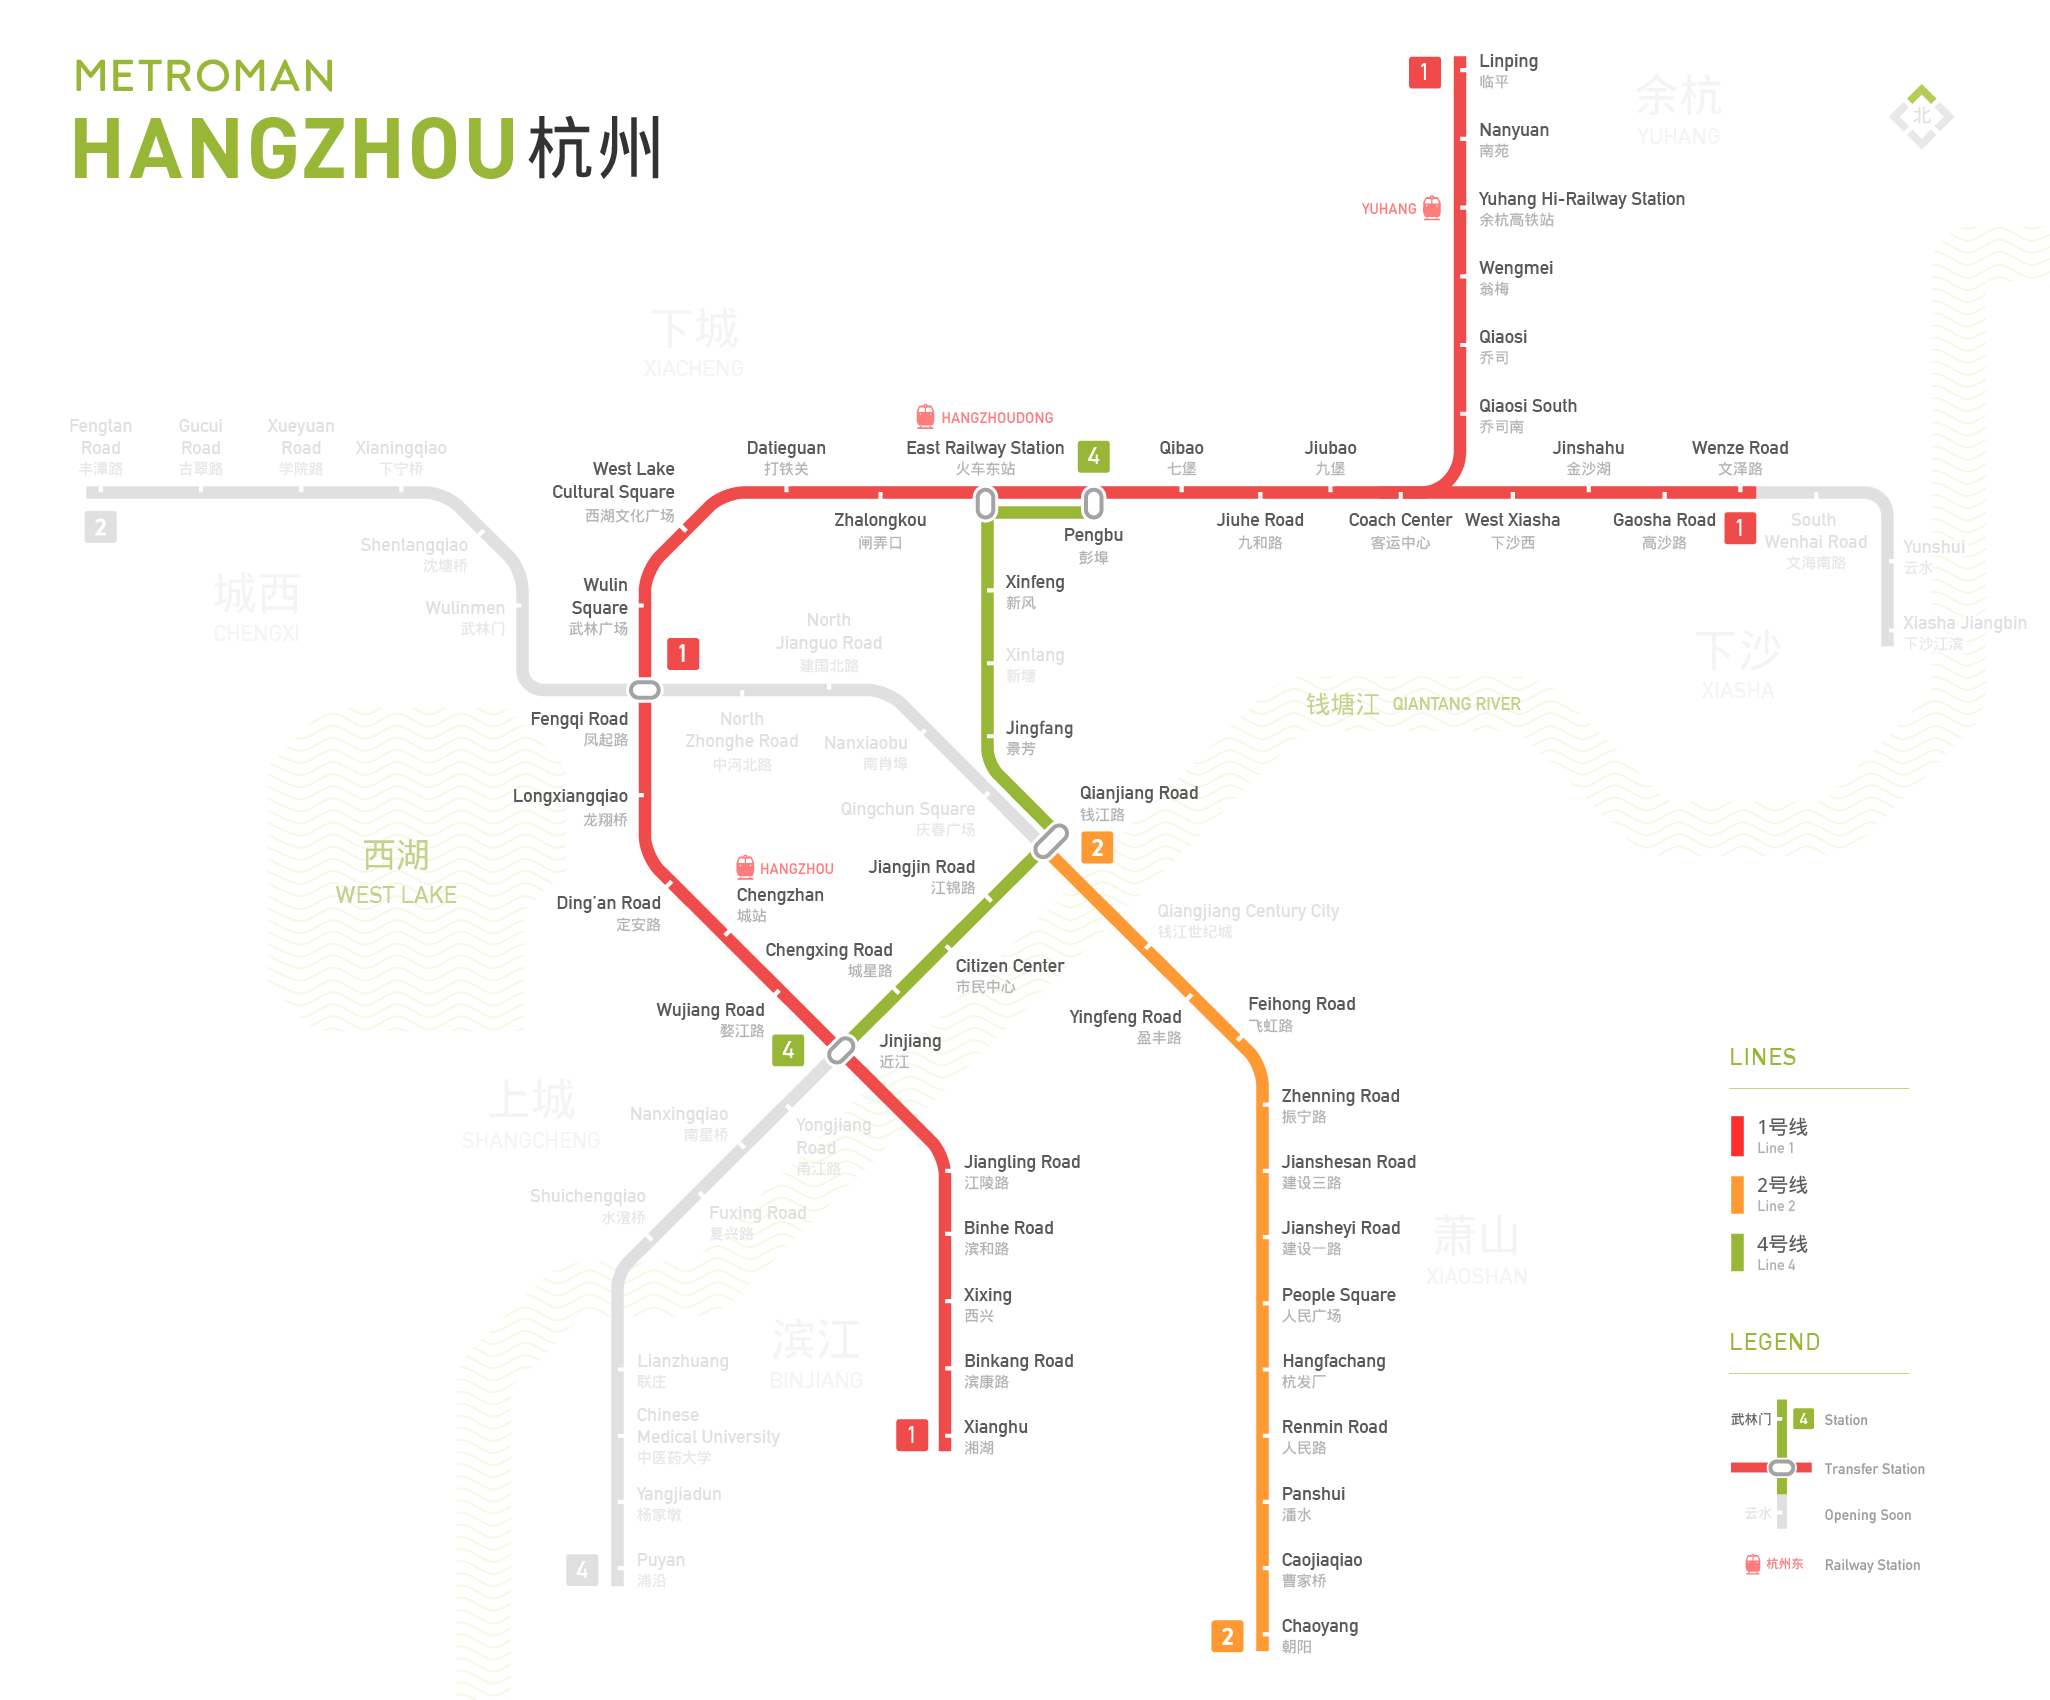 METROMAN
HANGZHOU杭州
1
Linping
临平
余杭
YUHANG
北
Nanyuan
南苑
YUHANG
Yuhang Hi-Railway Station
余杭高铁站
Wengmei
翁梅
Qiaosi
乔司
Qiaosi South
乔司南
下城
XIACHENG
Fengtan
Road
丰潭路
Gucui
Road
古翠路
Xueyuan
Road
学院路
Xianingqiao
下宁桥
2
Shentangqiao
沈塘桥
Wulinmen
武林门
城西
CHENGXI
West Lake
Cultural Square
西湖文化广场
Datieguan
打铁关
Zhalongkou
闸弄口
HANGZHOUDONG
East Railway Station
火车东站
4
Pengbu
彭埠
Qibao
七堡
Jiuhe Road
九和路
Jiubao
九堡
Coach Center
客运中心
West Xiasha
下沙西
Jinshahu
金沙湖
Gaosha Road
高沙路
Wenze Road
文泽路
1
South
Wenhai Road
文海南路
Yunshui
云水
Xiasha Jiangbin
下沙江滨
下沙
XIASHA
Wulin
Square
武林广场
1
North
Jianguo Road
建国北路
Xinfeng
新风
Xintang
新塘
Jingfang
景芳
钱塘江 QIANTANG RIVER
Fengqi Road
凤起路
North
Zhonghe Road
中河北路
Nanxiaobu
南肖埠
Qingchun Square
庆春广场
Qianjiang Road
钱江路
2
Longxiangqiao
龙翔桥
西湖
WEST LAKE
HANGZHOU
Chengzhan
城站
Jiangjin Road
江锦路
Ding’an Road
定安路
Chengxing Road
城星路
Citizen Center
市民中心
Qiangjiang Century City
钱江世纪城
Wujiang Road
婺江路
4
Jinjiang
近江
Yingfeng Road
盈丰路
Feihong Road
飞虹路
上城
SHANGCHENG
Nanxingqiao
南星桥
Yongjiang
Road
甬江路
Shuichengqiao
水澄桥
Fuxing Road
复兴路
Zhenning Road
振宁路
Jianshesan Road
建设三路
Jiansheyi Road
建设一路
People Square
人民广场
Hangfachang
杭发厂
Renmin Road
人民路
Panshui
潘水
Caojiaqiao
曹家桥
Chaoyang
朝阳
2
萧山
XIAOSHAN
Jiangling Road
江陵路
Binhe Road
滨和路
Xixing
西兴
Binkang Road
滨康路
Xianghu
湘湖
1
滨江
BINJIANG
Lianzhuang
联庄
Chinese
Medical University
中医药大学
Yangjiadun
杨家墩
Puyan
浦沿
4
LINES
1号线
Line 1
2号线
Line 2
4号线
Line 4
LEGEND
武林门 4 Station
Transfer Station
云水 Opening Soon
杭州东 Railway Station